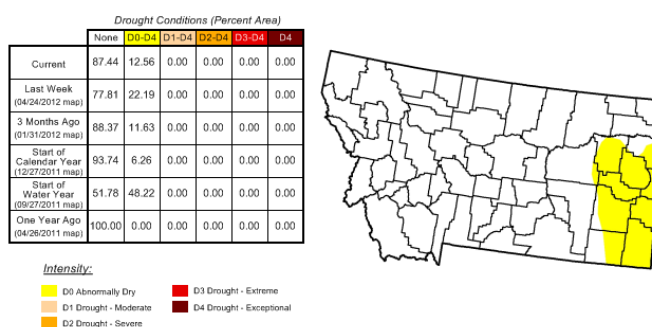 Drought Conditions (Percent Area)
None D0-D4 D1-D4 D2-D4 D3-D4 D4
Current 87.44 12.56 0.00 0.00 0.00 0.00
Last Week
(04/24/2012 map) 77.81 22.19 0.00 0.00 0.00 0.00
3 Months Ago
(01/31/2012 map) 88.37 11.63 0.00 0.00 0.00 0.00
Start of
Calendar Year
(12/27/2011 map) 93.74 6.26 0.00 0.00 0.00 0.00
Start of
Water Year
(09/27/2011 map) 51.78 48.22 0.00 0.00 0.00 0.00
One Year Ago
(04/26/2011 map) 100.00 0.00 0.00 0.00 0.00 0.00
Intensity:
D0 Abnormally Dry
D1 Drought - Moderate
D2 Drought - Severe
D3 Drought - Extreme
D4 Drought - Exceptional